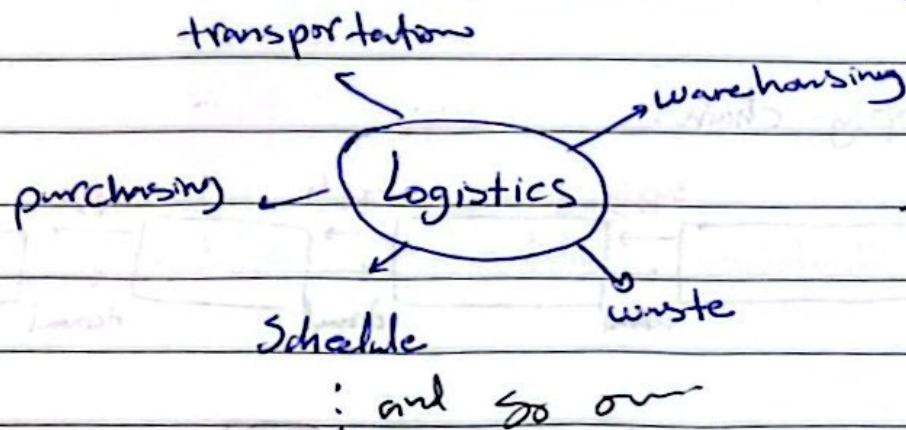 transportation
warehousing
purchasing
Logistics
waste
Schedule
: and so on